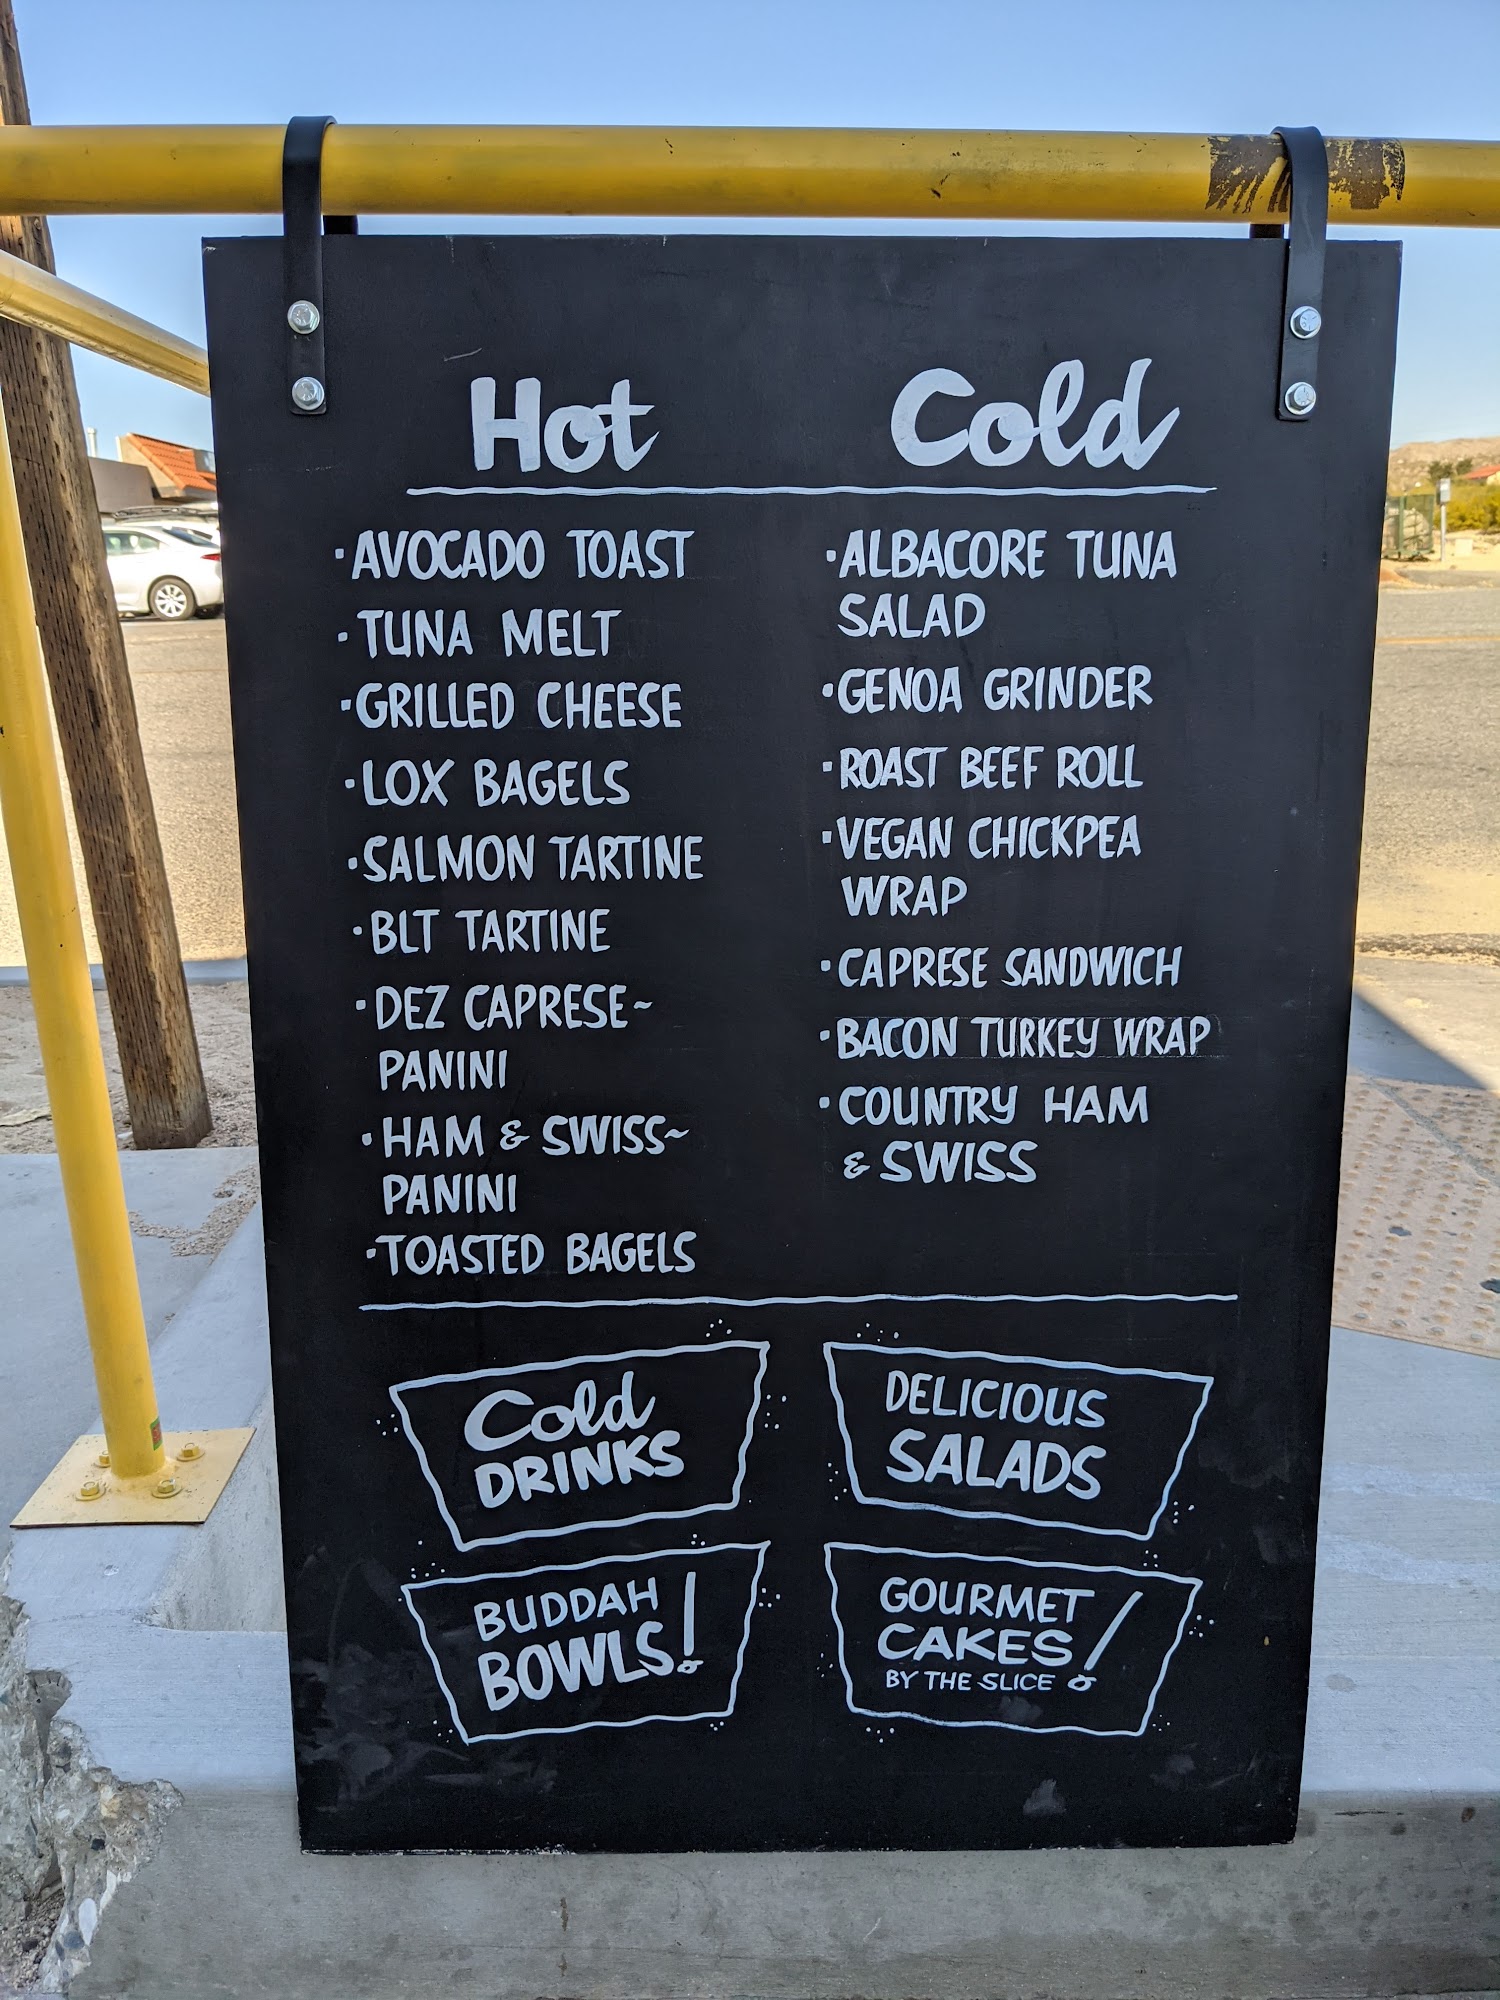 Hot
·AVOCADO TOAST
·TUNA MELT
·GRILLED CHEESE
·LOX BAGELS
·SALMON TARTINE
·BLT TARTINE
·DEZ CAPRESE~
PANINI
·HAM & SWISS~
PANINI
·TOASTED BAGELS
Cold
·ALBACORE TUNA
SALAD
·GENOA GRINDER
·ROAST BEEF ROLL
·VEGAN CHICKPEA
WRAP
·CAPRESE SANDWICH
·BACON TURKEY WRAP
·COUNTRY HAM
& SWISS
Cold
DRINKS
DELICIOUS
SALADS
BUDDAH
BOWLS!
GOURMET
CAKES!
BY THE SLICE